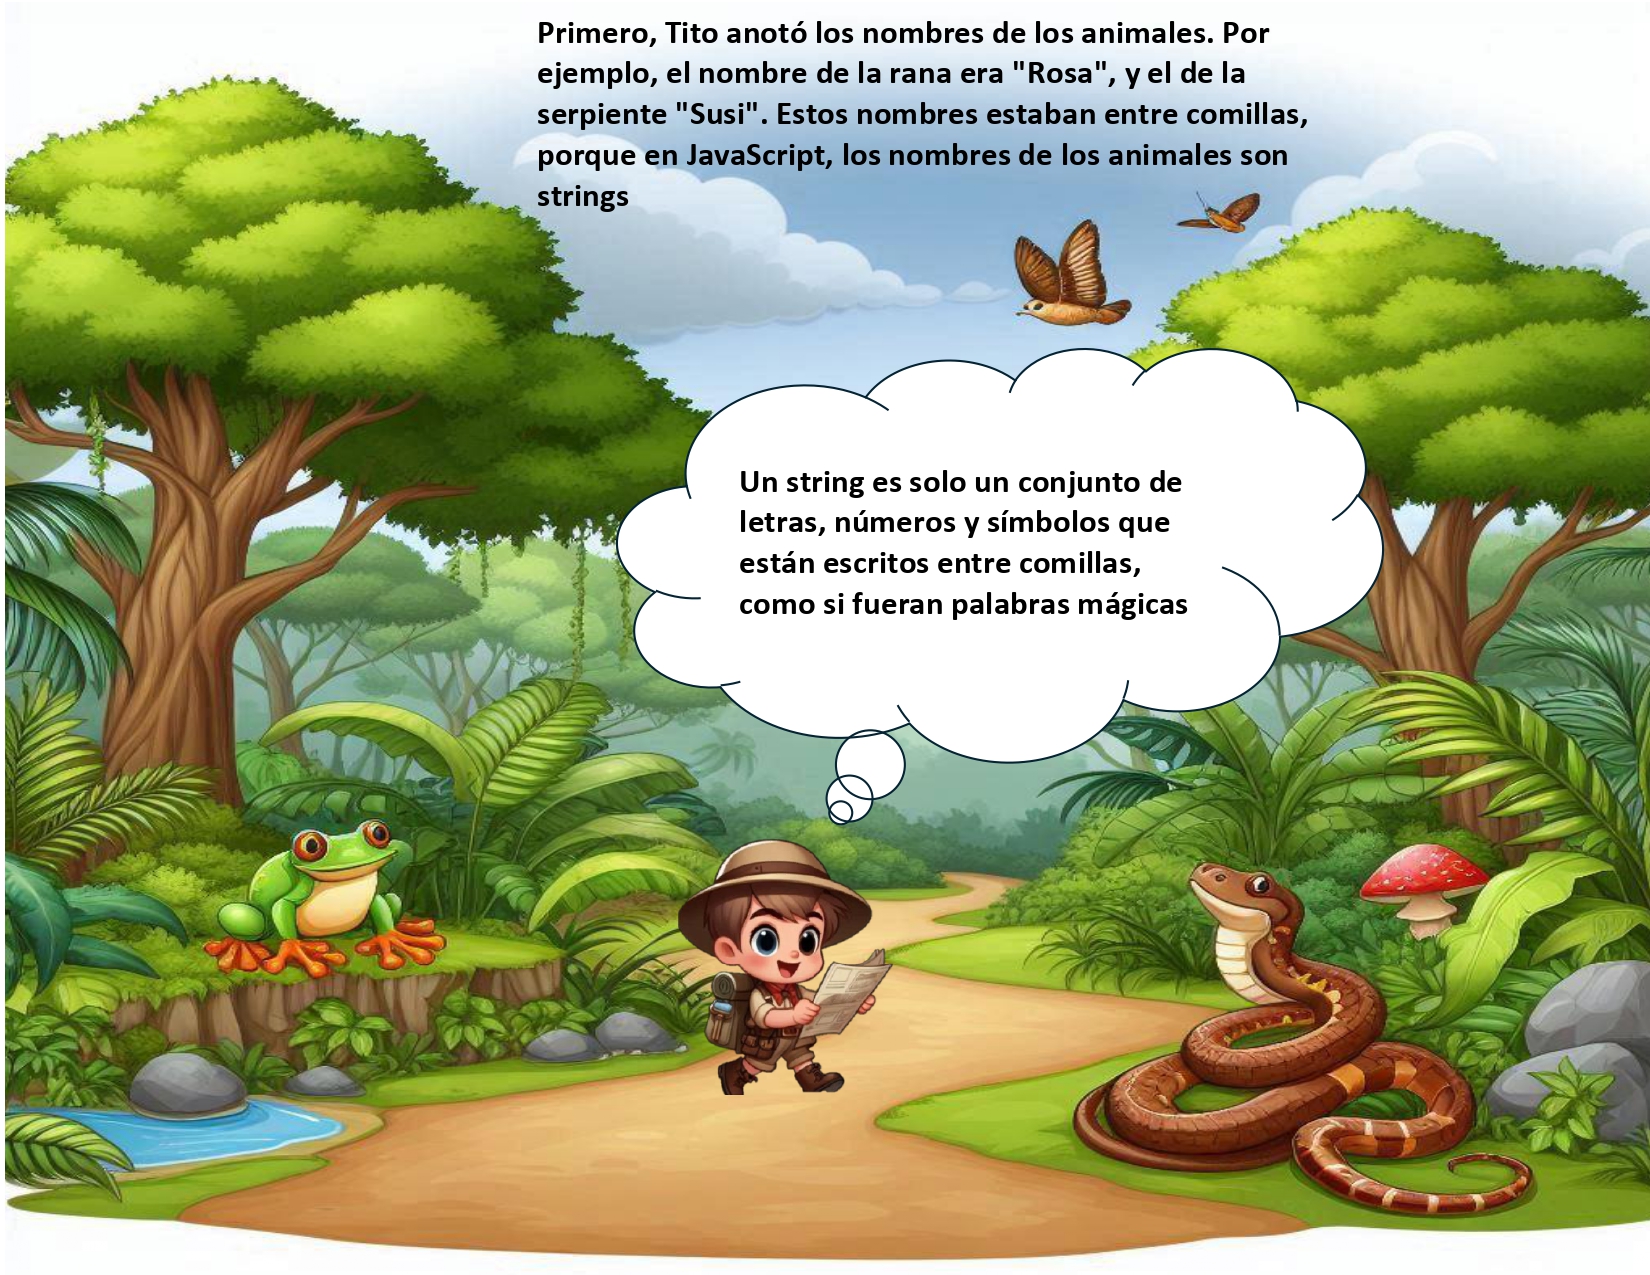 Primero, Tito anotó los nombres de los animales. Por
ejemplo, el nombre de la rana era "Rosa", y el de la
serpiente "Susi". Estos nombres estaban entre comillas,
porque en JavaScript, los nombres de los animales son
strings
Un string es solo un conjunto de
letras, números y símbolos que
están escritos entre comillas,
como si fueran palabras mágicas